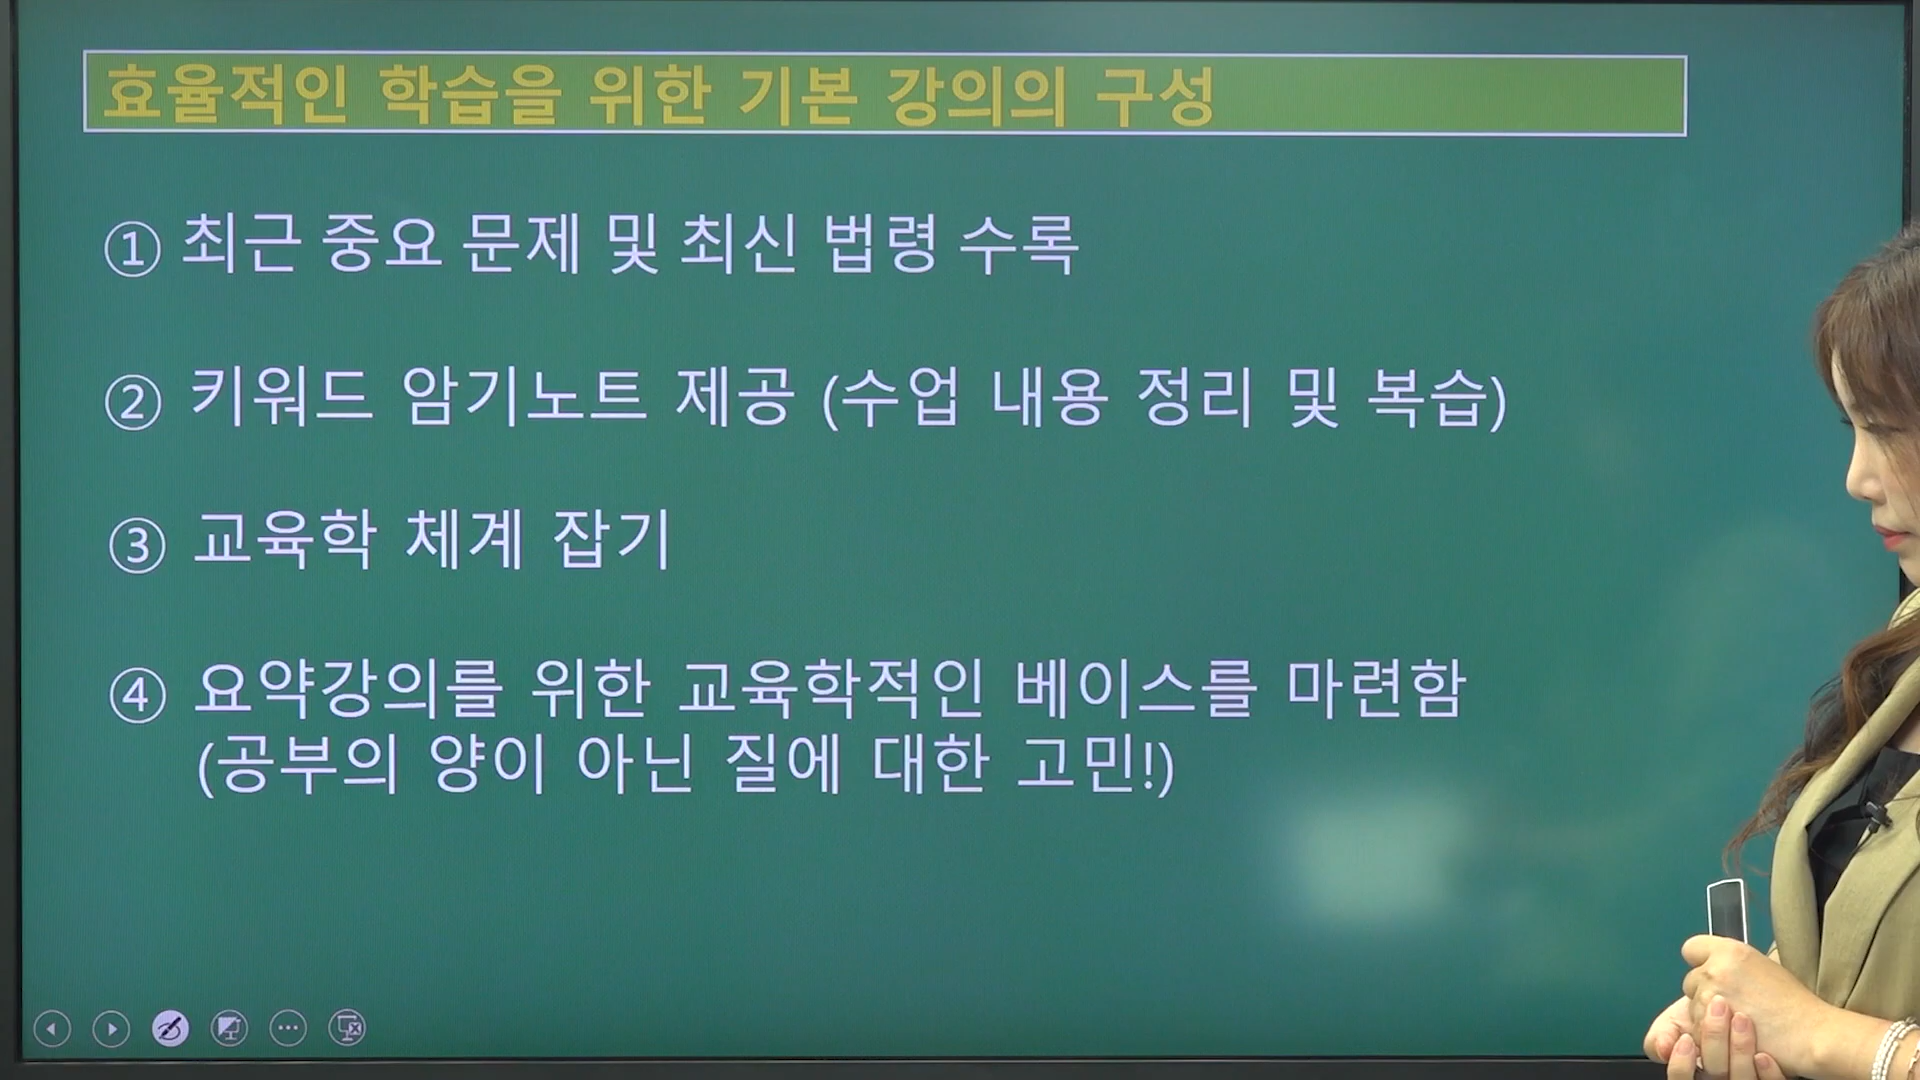 효율적인 학습을 위한 기본 강의의 구성
① 최근 중요 문제 및 최신 법령 수록
② 키워드 암기노트 제공 (수업 내용 정리 및 복습)
③ 교육학 체계 잡기
④ 요약강의를 위한 교육학적인 베이스를 마련함
(공부의 양이 아닌 질에 대한 고민!)